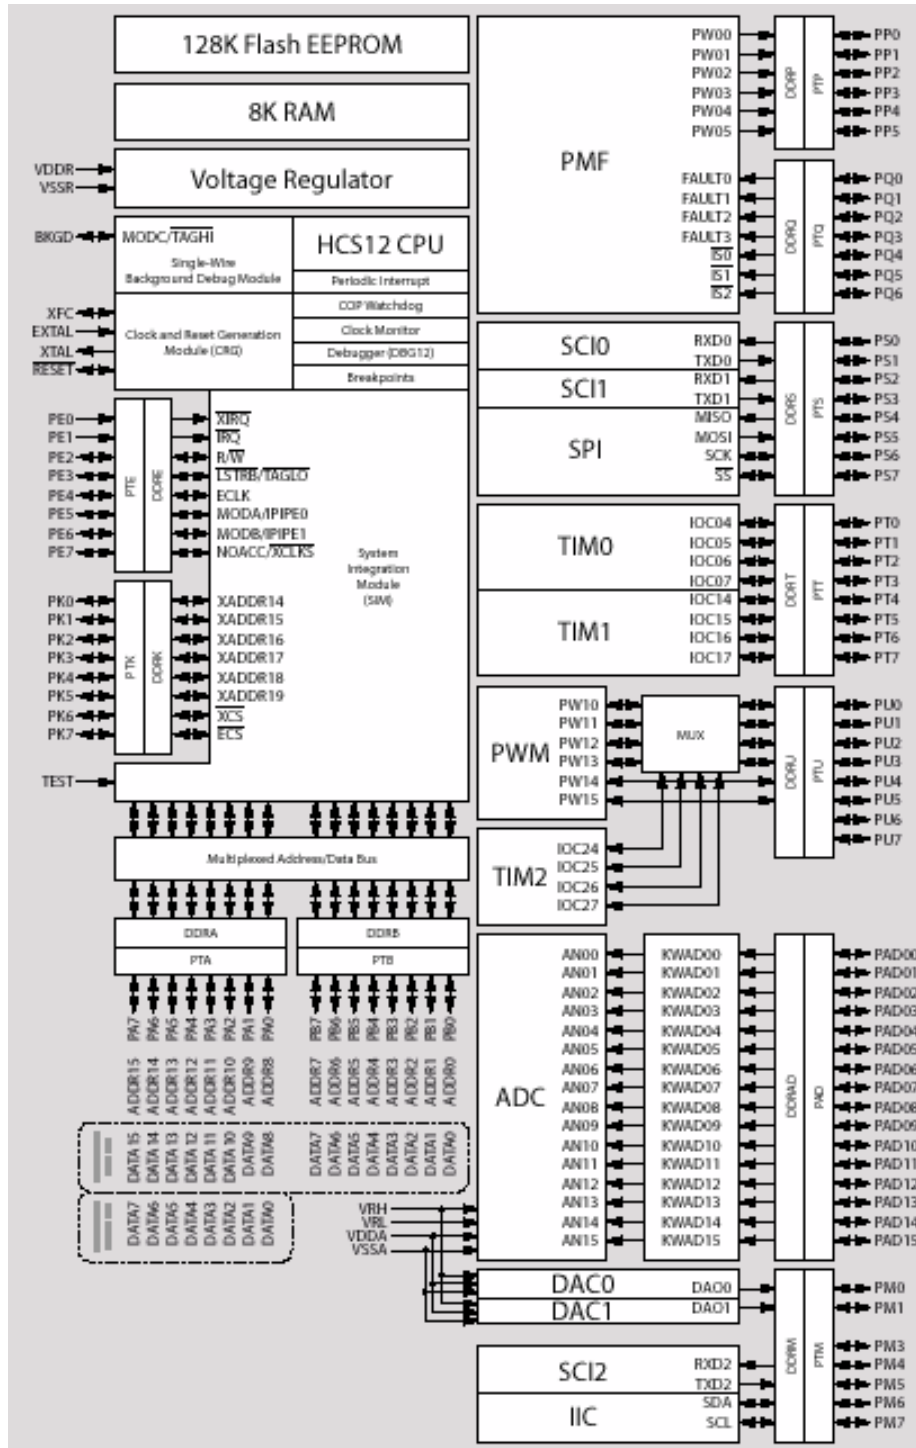 128K Flash EEPROM
8K RAM
VDDR
VSSR
Voltage Regulator
BKGD
MODC/TAGHI
Single-Wire
Background Debug Module
HCS12 CPU
Periodic Interrupt
XFC
EXTAL
XTAL
RESET
Clock and Reset Generation
Module (CRG)
COP Watchdog
Clock Monitor
Debugger (DBG12)
Breakpoints
PE0
PE1
PE2
PE3
PE4
PE5
PE6
PE7
PTE
DDRE
XIRQ
IRQ
R/W
LSTRB/TAGLO
ECLK
MODA/IPIPE0
MODB/IPIPE1
NOACC/XCLKS
System
Integration
Module
(SIM)
PK0
PK1
PK2
PK3
PK4
PK5
PK6
PK7
PTK
DDRK
XADDR14
XADDR15
XADDR16
XADDR17
XADDR18
XADDR19
XCS
ECS
TEST
Multiplexed Address/Data Bus
DDRA
PTA
DDRB
PTB
PA7 PA6 PA5 PA4 PA3 PA2 PA1 PA0
PB7 PB6 PB5 PB4 PB3 PB2 PB1 PB0
ADDR15 ADDR14 ADDR13 ADDR12 ADDR11 ADDR10 ADDR9 ADDR8
ADDR7 ADDR6 ADDR5 ADDR4 ADDR3 ADDR2 ADDR1 ADDR0
DATA15 DATA14 DATA13 DATA12 DATA11 DATA10 DATA9 DATA8
DATA7 DATA6 DATA5 DATA4 DATA3 DATA2 DATA1 DATA0
DATA7 DATA6 DATA5 DATA4 DATA3 DATA2 DATA1 DATA0
PMF
PW00
PW01
PW02
PW03
PW04
PW05
DDRP
PTP
PP0
PP1
PP2
PP3
PP4
PP5
FAULT0
FAULT1
FAULT2
FAULT3
IS0
IS1
IS2
DDRQ
PTQ
PQ0
PQ1
PQ2
PQ3
PQ4
PQ5
PQ6
SCI0
SCI1
SPI
RXD0
TXD0
RXD1
TXD1
MISO
MOSI
SCK
SS
DDRS
PTS
PS0
PS1
PS2
PS3
PS4
PS5
PS6
PS7
TIM0
TIM1
IOC04
IOC05
IOC06
IOC07
IOC14
IOC15
IOC16
IOC17
DDRT
PTT
PT0
PT1
PT2
PT3
PT4
PT5
PT6
PT7
PWM
PW10
PW11
PW12
PW13
PW14
PW15
MUX
DDRU
PTU
PU0
PU1
PU2
PU3
PU4
PU5
PU6
PU7
TIM2
IOC24
IOC25
IOC26
IOC27
ADC
AN00
AN01
AN02
AN03
AN04
AN05
AN06
AN07
AN08
AN09
AN10
AN11
AN12
AN13
AN14
AN15
KWAD00
KWAD01
KWAD02
KWAD03
KWAD04
KWAD05
KWAD06
KWAD07
KWAD08
KWAD09
KWAD10
KWAD11
KWAD12
KWAD13
KWAD14
KWAD15
DDRAD
PAD
PAD00
PAD01
PAD02
PAD03
PAD04
PAD05
PAD06
PAD07
PAD08
PAD09
PAD10
PAD11
PAD12
PAD13
PAD14
PAD15
VRH
VRL
VDDA
VSSA
DAC0
DAC1
DAO0
DAO1
SCI2
IIC
RXD2
TXD2
SDA
SCL
DDRM
PTM
PM0
PM1
PM3
PM4
PM5
PM6
PM7